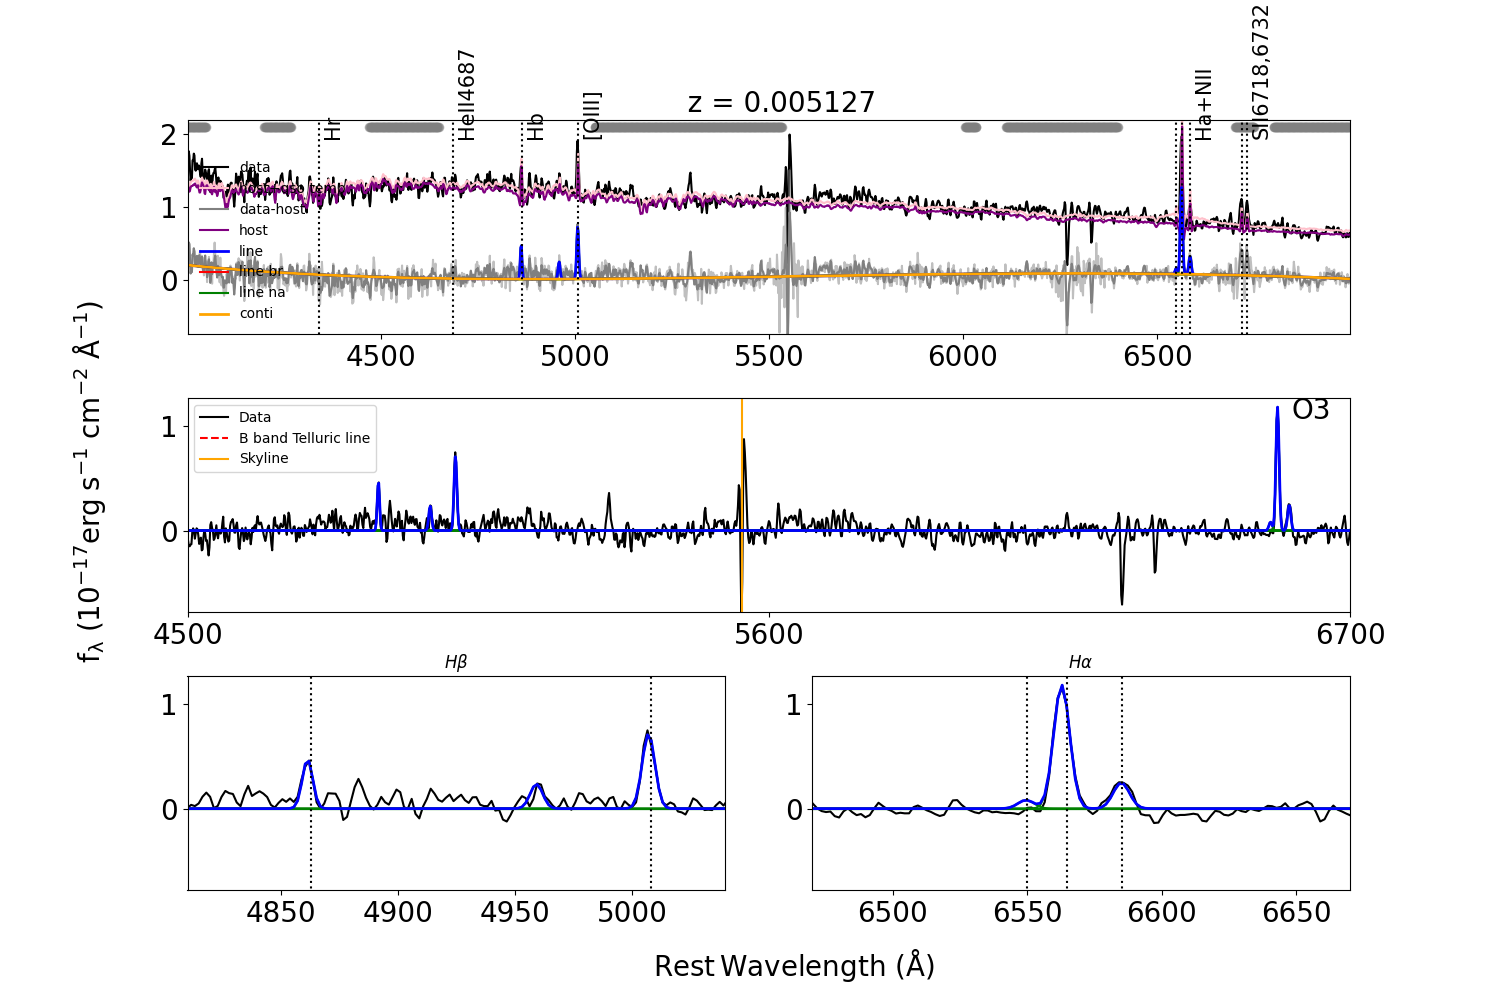 z = 0.005127
Hr
HeII4687
Hb
[OIII]
Ha+NII
SII6718,6732
2
1
0
data
data-host
host
line
line br
line na
conti
4500 5000 5500 6000 6500
fλ (10⁻¹⁷erg s⁻¹ cm⁻² Å⁻¹)
1
0
Data
B band Telluric line
Skyline
O3
4500 5600 6700
Hβ
1
0
4850 4900 4950 5000
Hα
1
0
6500 6550 6600 6650
Rest Wavelength (Å)